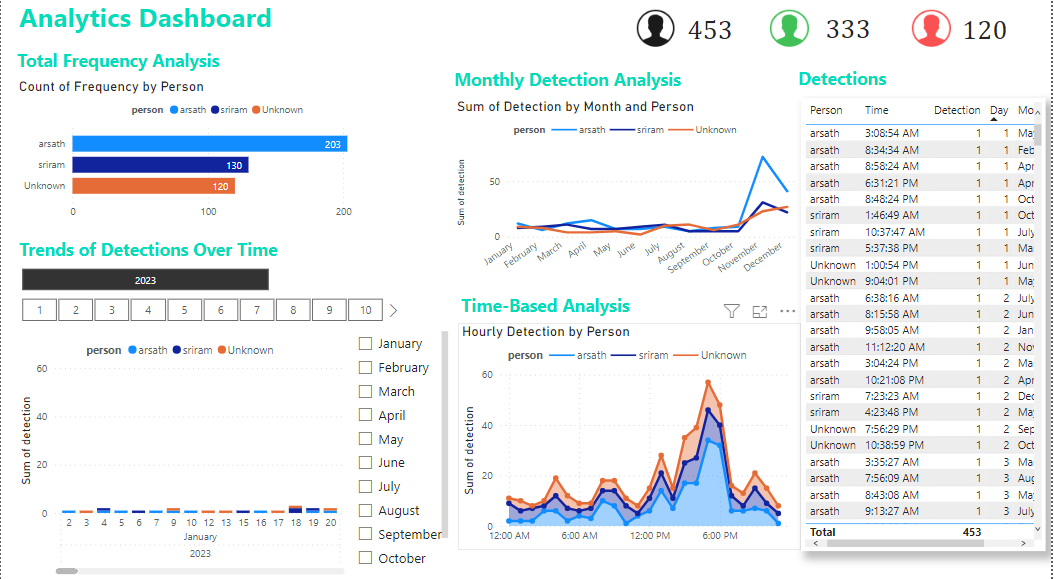 Analytics Dashboard
453
333
120
Total Frequency Analysis
Count of Frequency by Person
person arsath sriram Unknown
arsath 203
sriram 130
Unknown 120
0 100 200
Trends of Detections Over Time
2023
1 2 3 4 5 6 7 8 9 10
person arsath sriram Unknown
Sum of detection
60
40
20
0
2 3 4 5 6 7 9 10 12 13 15 16 17 18 19 20
January
2023
January
February
March
April
May
June
July
August
September
October
Monthly Detection Analysis
Sum of Detection by Month and Person
person arsath sriram Unknown
Sum of detection
50
0
January February March April May June July August September October November December
Time-Based Analysis
Hourly Detection by Person
person arsath sriram Unknown
Sum of detection
60
40
20
0
12:00 AM 6:00 AM 12:00 PM 6:00 PM
Detections
Person Time Detection Day Mo
arsath 3:08:54 AM 1 1 May
arsath 8:34:34 AM 1 1 Feb
arsath 8:58:24 AM 1 1 Apr
arsath 6:31:21 PM 1 1 Apr
arsath 8:48:24 PM 1 1 Oct
sriram 1:46:49 AM 1 1 Oct
sriram 10:37:47 AM 1 1 July
sriram 5:37:38 PM 1 1 Mar
Unknown 1:00:54 PM 1 1 Jun
Unknown 9:04:01 PM 1 1 May
arsath 6:38:16 AM 1 2 July
arsath 8:15:58 AM 1 2 Jun
arsath 9:58:05 AM 1 2 Jan
arsath 11:12:20 AM 1 2 Nov
arsath 3:04:24 PM 1 2 Mar
arsath 10:21:08 PM 1 2 Apr
sriram 7:23:23 AM 1 2 Dec
sriram 4:23:48 PM 1 2 May
Unknown 7:56:29 PM 1 2 Sep
Unknown 10:38:59 PM 1 2 Oct
arsath 3:35:27 AM 1 3 Mar
arsath 7:56:09 AM 1 3 Aug
arsath 8:43:08 AM 1 3 May
arsath 9:13:27 AM 1 3 July
Total 453